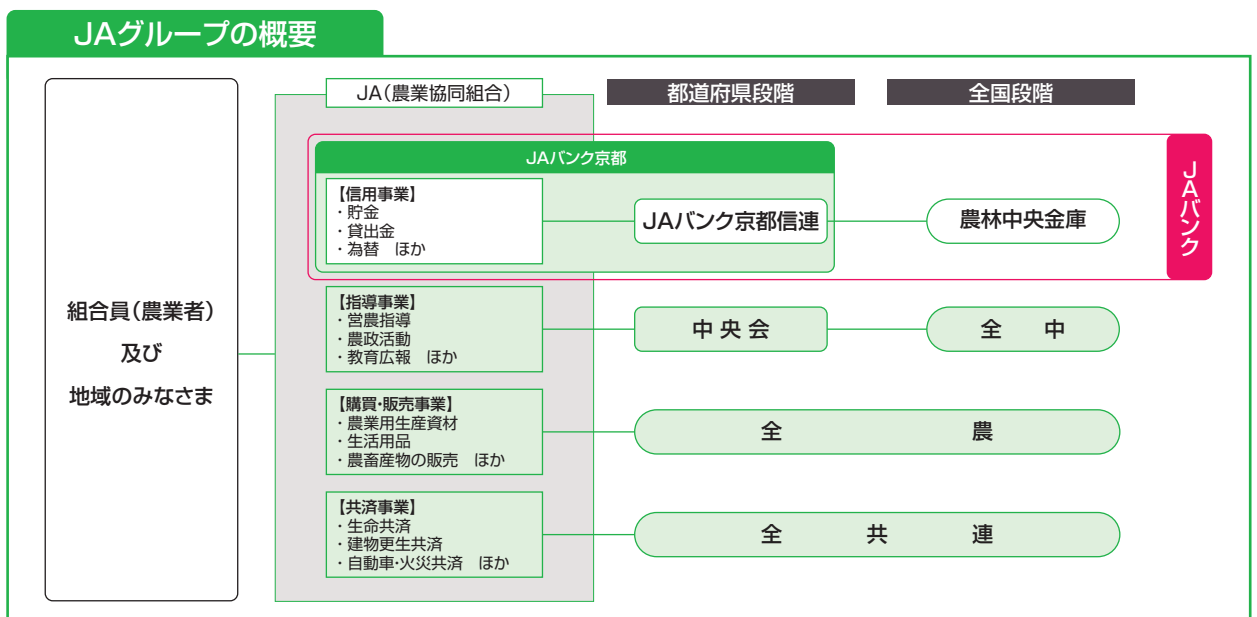 JAグループの概要
JA（農業協同組合）
都道府県段階
全国段階
組合員（農業者）
及び
地域のみなさま
JAバンク京都
JAバンク
【信用事業】
・貯金
・貸出金
・為替　ほか
JAバンク京都信連
農林中央金庫
【指導事業】
・営農指導
・農政活動
・教育広報　ほか
中央会
全　中
【購買・販売事業】
・農業用生産資材
・生活用品
・農畜産物の販売　ほか
全　農
【共済事業】
・生命共済
・建物更生共済
・自動車・火災共済　ほか
全　共　連